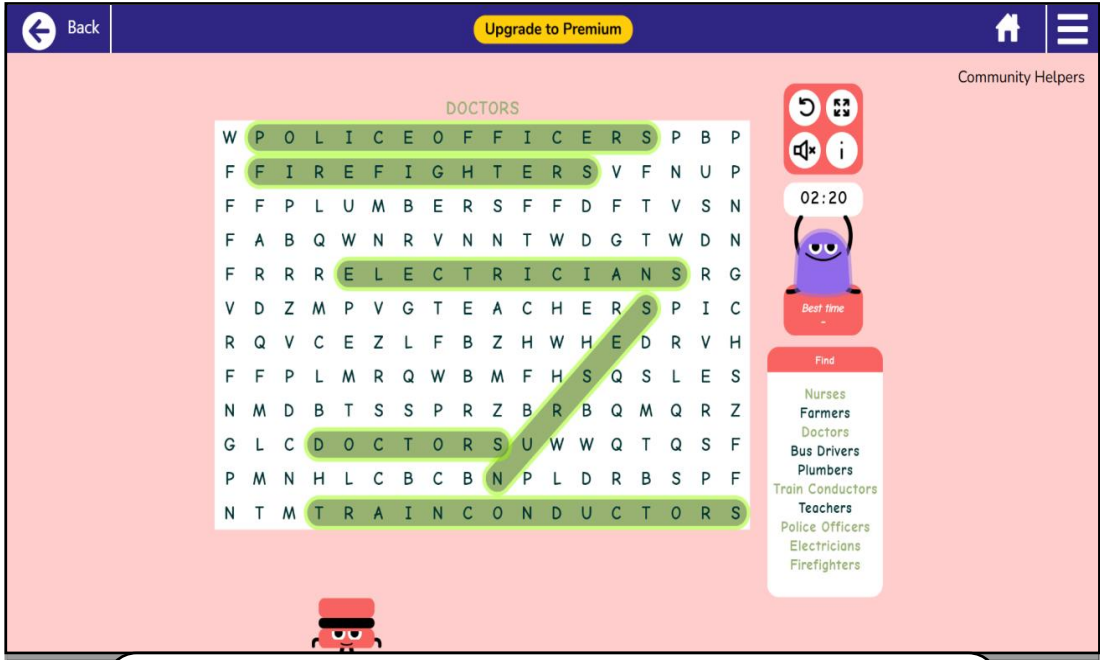 Back
Upgrade to Premium
Community Helpers
DOCTORS
W P O L I C E O F F I C E R S P B P
F F I R E F I G H T E R S V F N U P
F F P L U M B E R S F F D F T V S N
F A B Q W N R V N N T W D G T W D N
F R R R E L E C T R I C I A N S R G
V D Z M P V G T E A C H E R S P I C
R Q V C E Z L F B Z H W H E D R V H
F F P L M R Q W B M F H S Q S L E S
N M D B T S S P R Z B R B Q M Q R Z
G L C D O C T O R S U W W Q T Q S F
P M N H L C B C B N P L D R B S P F
N T M T R A I N C O N D U C T O R S
i
02:20
Best time
-
Find
Nurses
Farmers
Doctors
Bus Drivers
Plumbers
Train Conductors
Teachers
Police Officers
Electricians
Firefighters